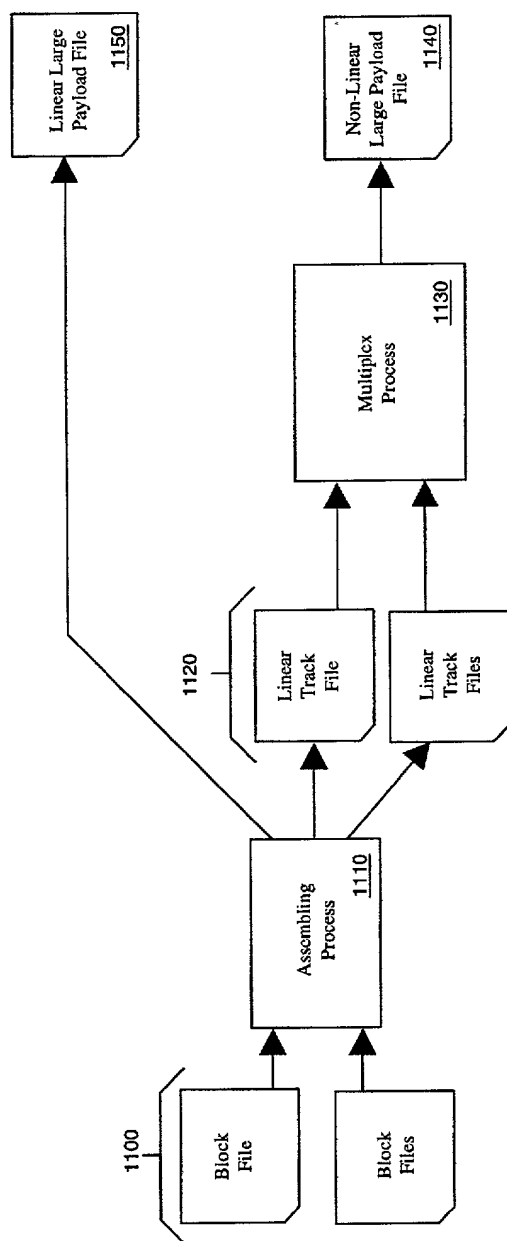 1100
Block
File
Block
Files
Assembling
Process
1110
1120
Linear
Track
File
Linear
Track
Files
Multiplex
Process
1130
Linear Large
Payload File
1150
Non-Linear
Large Payload
File
1140